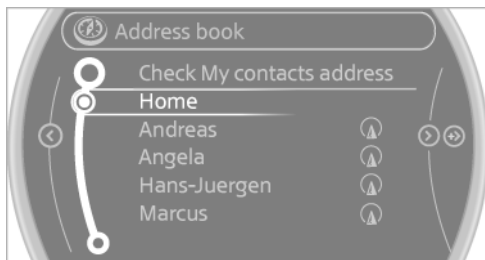 Address book
Check My contacts address
Home
Andreas
Angela
Hans-Juergen
Marcus